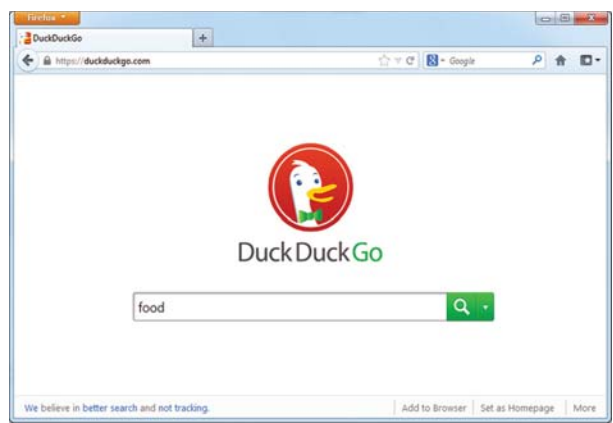 Firefox
DuckDuckGo
https://duckduckgo.com
Google
DuckDuckGo
food
We believe in better search and not tracking.
Add to Browser
Set as Homepage
More